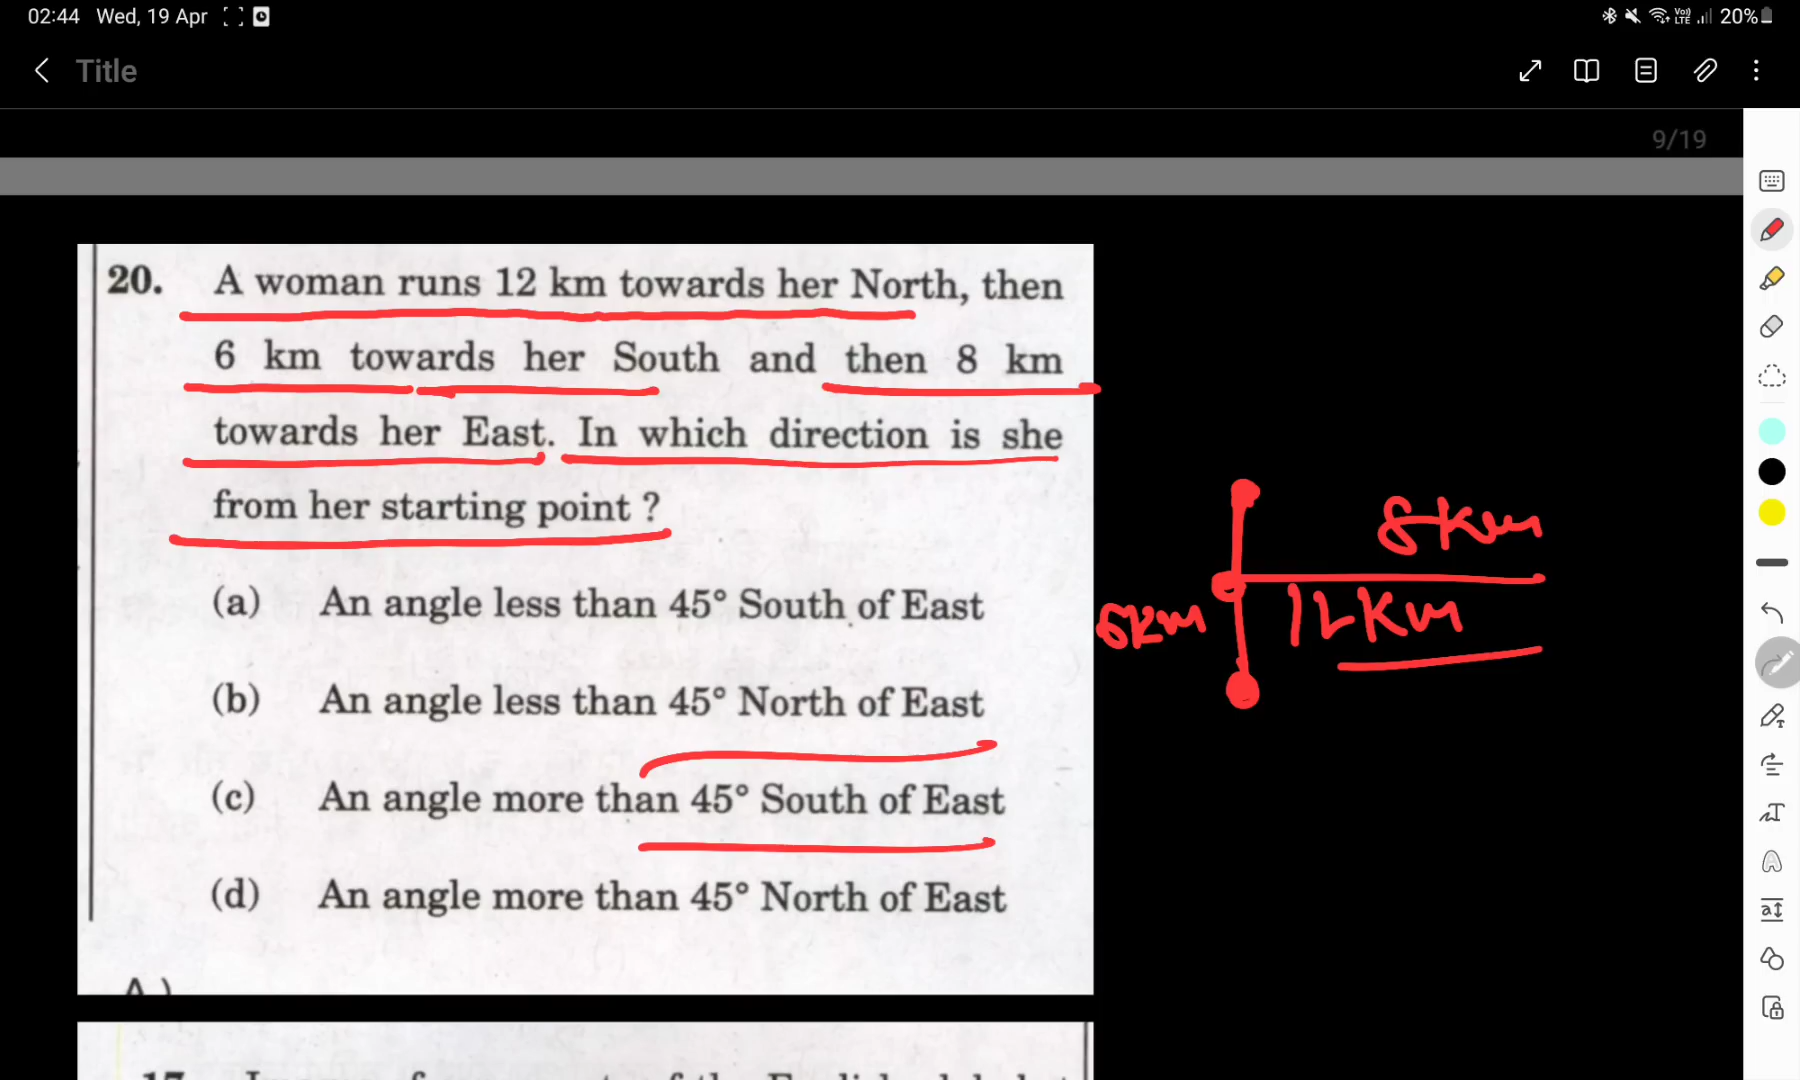 02:44 Wed, 19 Apr
Vo)) LTE 20%
Title
9/19
20. A woman runs 12 km towards her North, then
6 km towards her South and then 8 km
towards her East. In which direction is she
from her starting point ?
(a) An angle less than 45° South of East
(b) An angle less than 45° North of East
(c) An angle more than 45° South of East
(d) An angle more than 45° North of East
8km
12km
6km